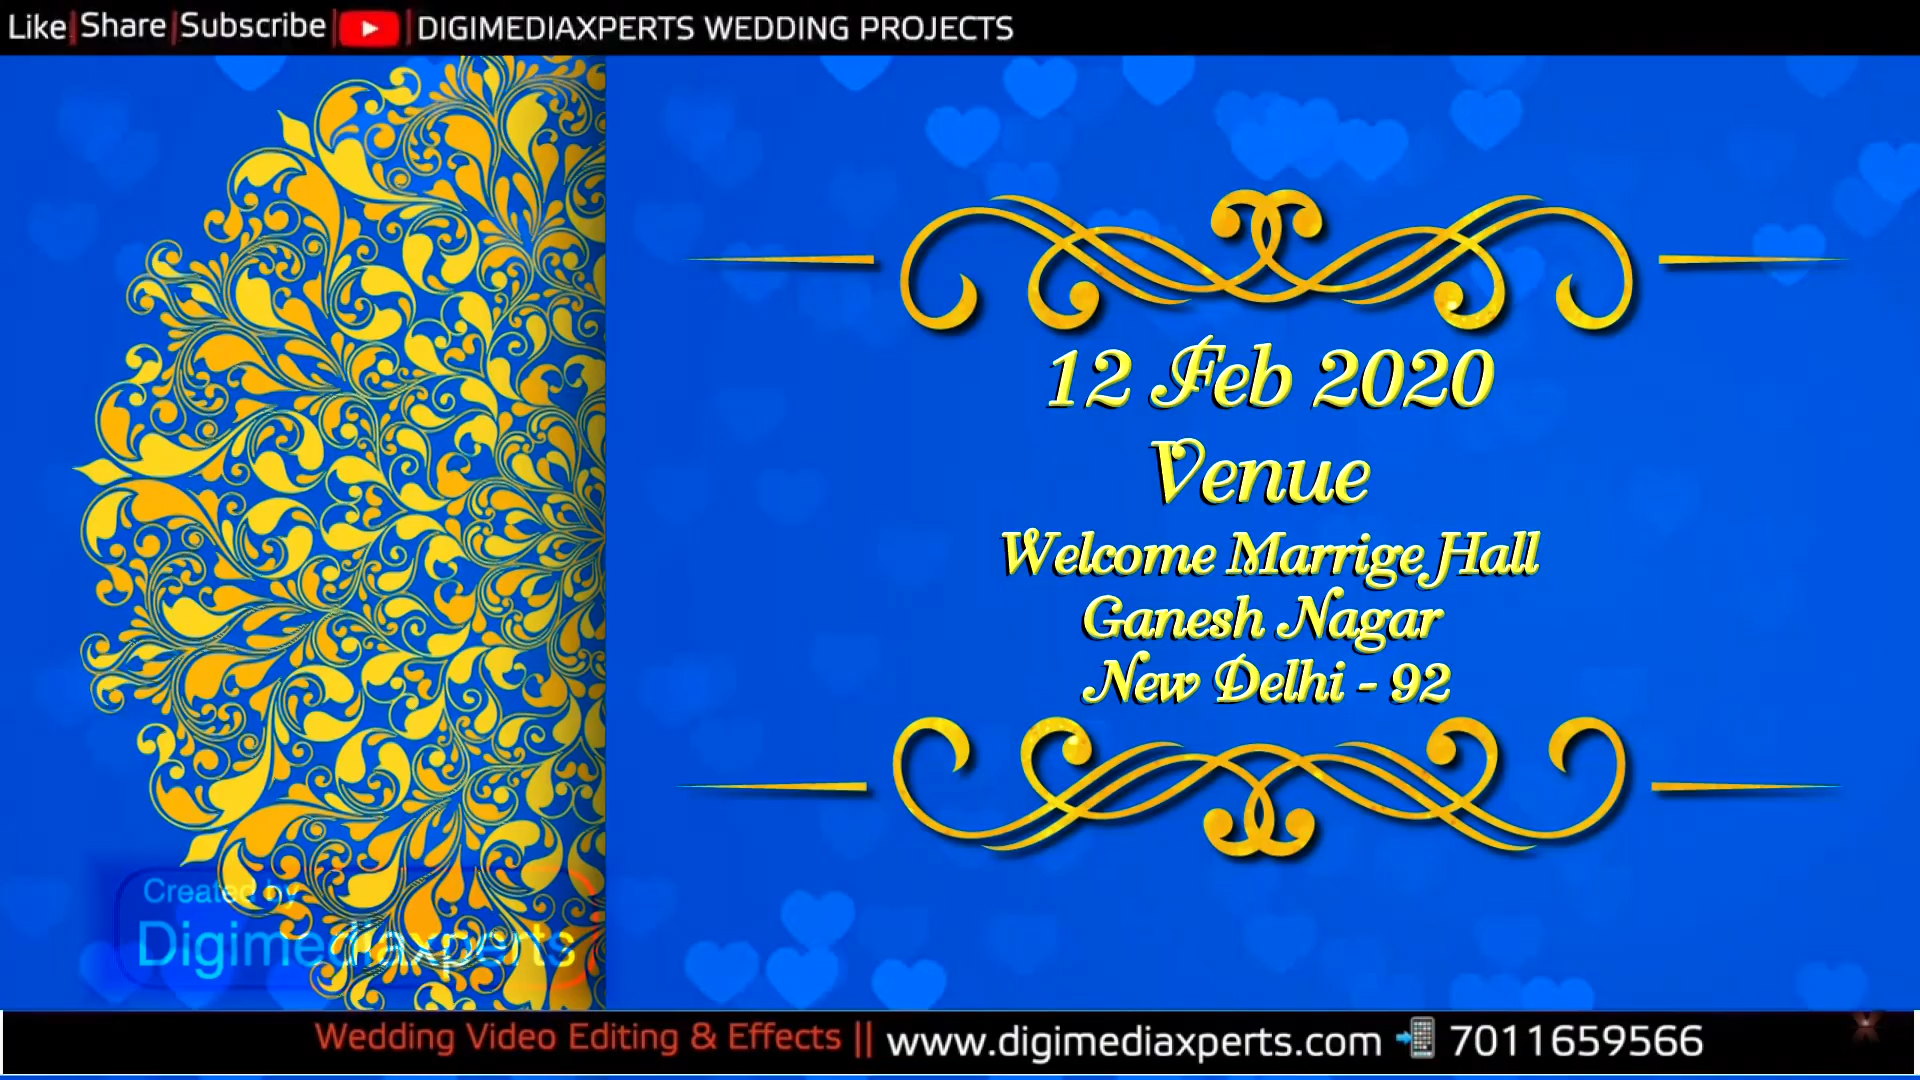 Like|Share|Subscribe| |DIGIMEDIAXPERTS WEDDING PROJECTS
12 Feb 2020
Venue
Welcome Marrige Hall
Ganesh Nagar
New Delhi - 92
Created by
Digimediaxperts
Wedding Video Editing & Effects || www.digimediaxperts.com 7011659566